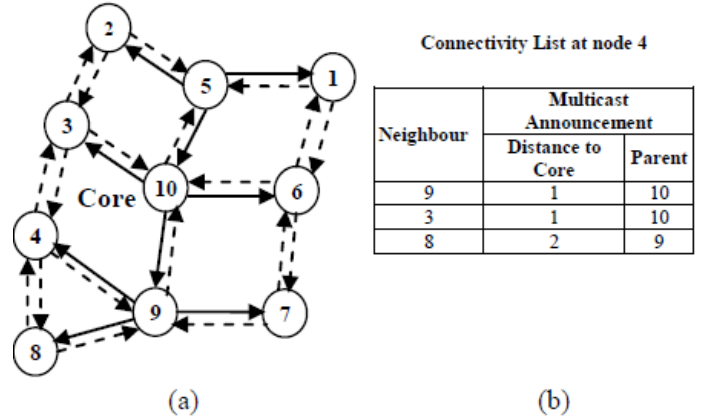 2
5
1
3
Core
10
6
4
9
7
8
(a)
Connectivity List at node 4
Neighbour
Multicast
Announcement
Distance to
Core
Parent
9 1 10
3 1 10
8 2 9
(b)